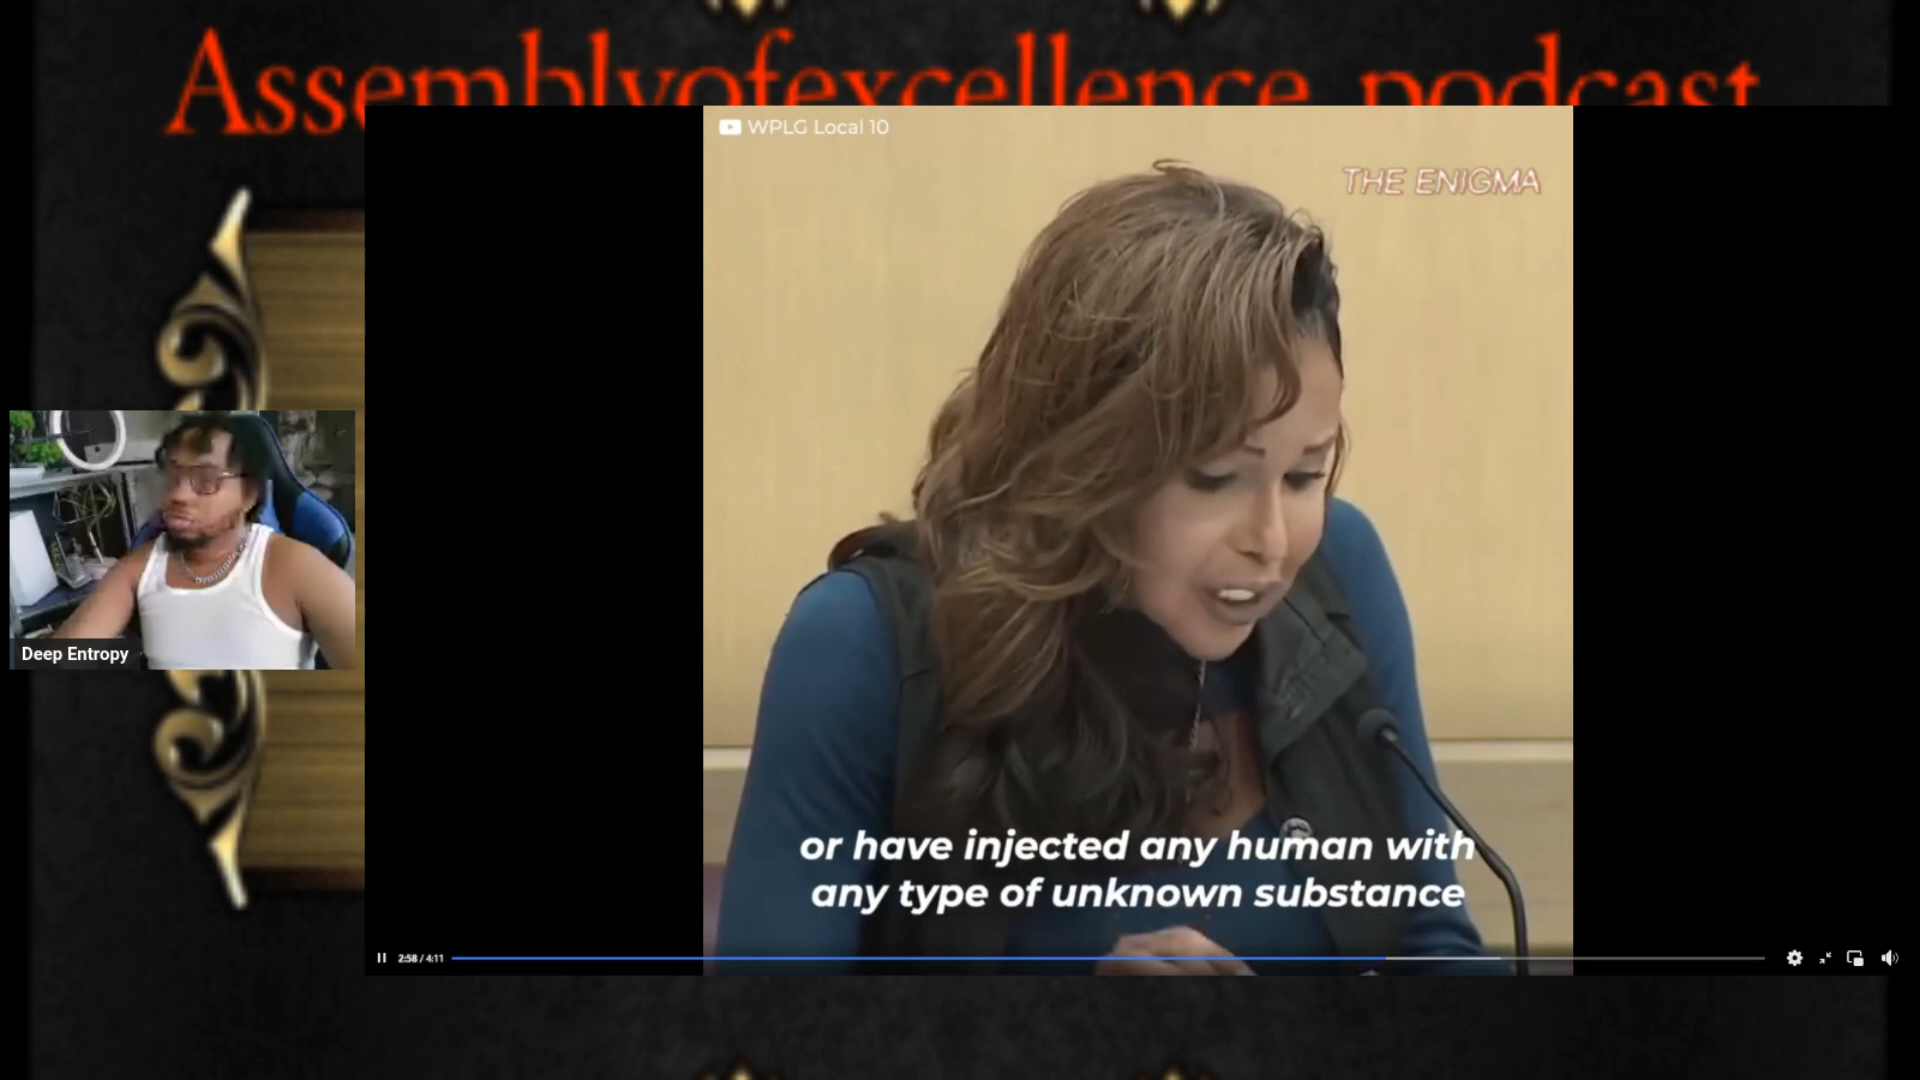 Assemblyofexcellence podcast
WPLG Local 10
THE ENIGMA
Deep Entropy
or have injected any human with
any type of unknown substance
2:58 / 4:11